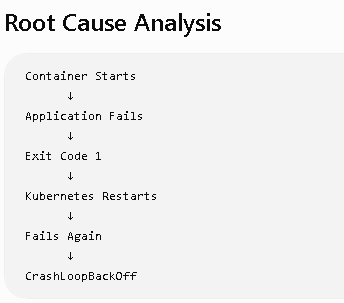 Root Cause Analysis
Container Starts
↓
Application Fails
↓
Exit Code 1
↓
Kubernetes Restarts
↓
Fails Again
↓
CrashLoopBackOff